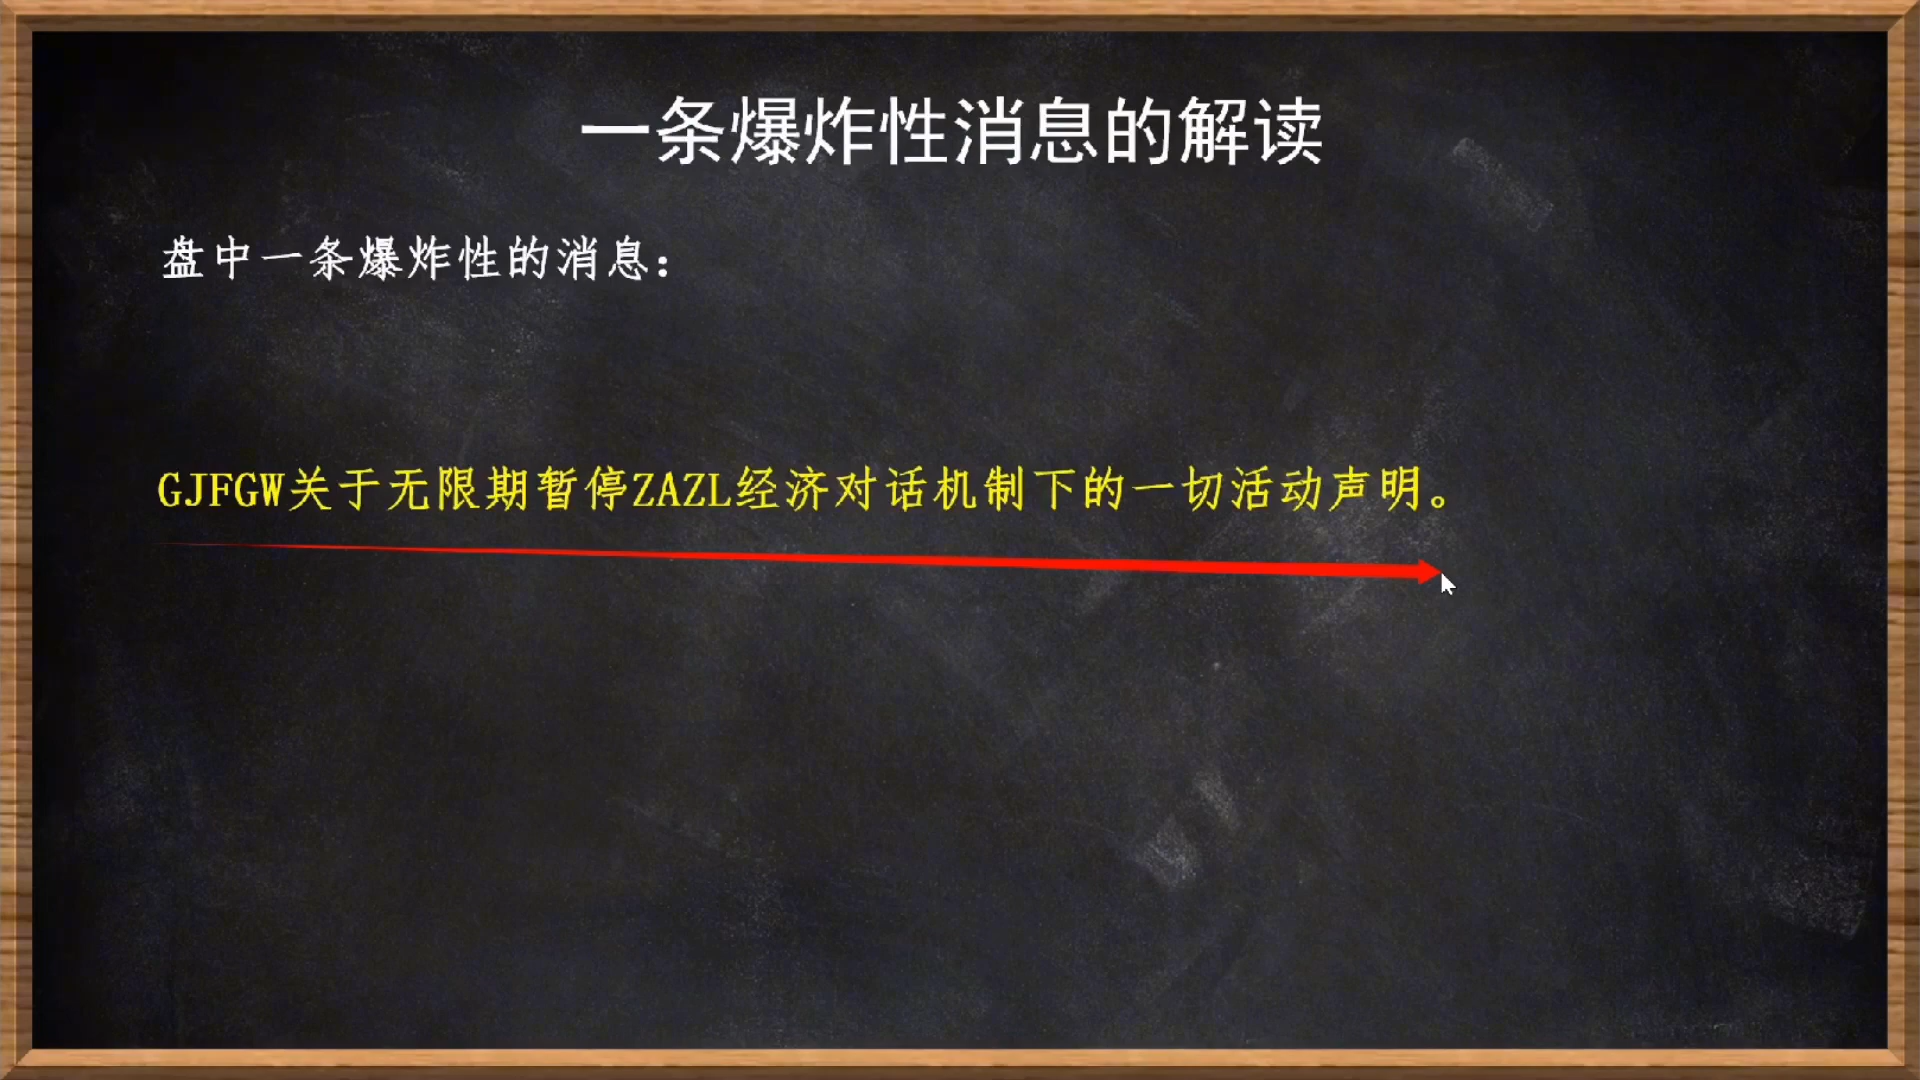 一条爆炸性消息的解读
盘中一条爆炸性的消息：
GJFGW关于无限期暂停ZAZL经济对话机制下的一切活动声明。